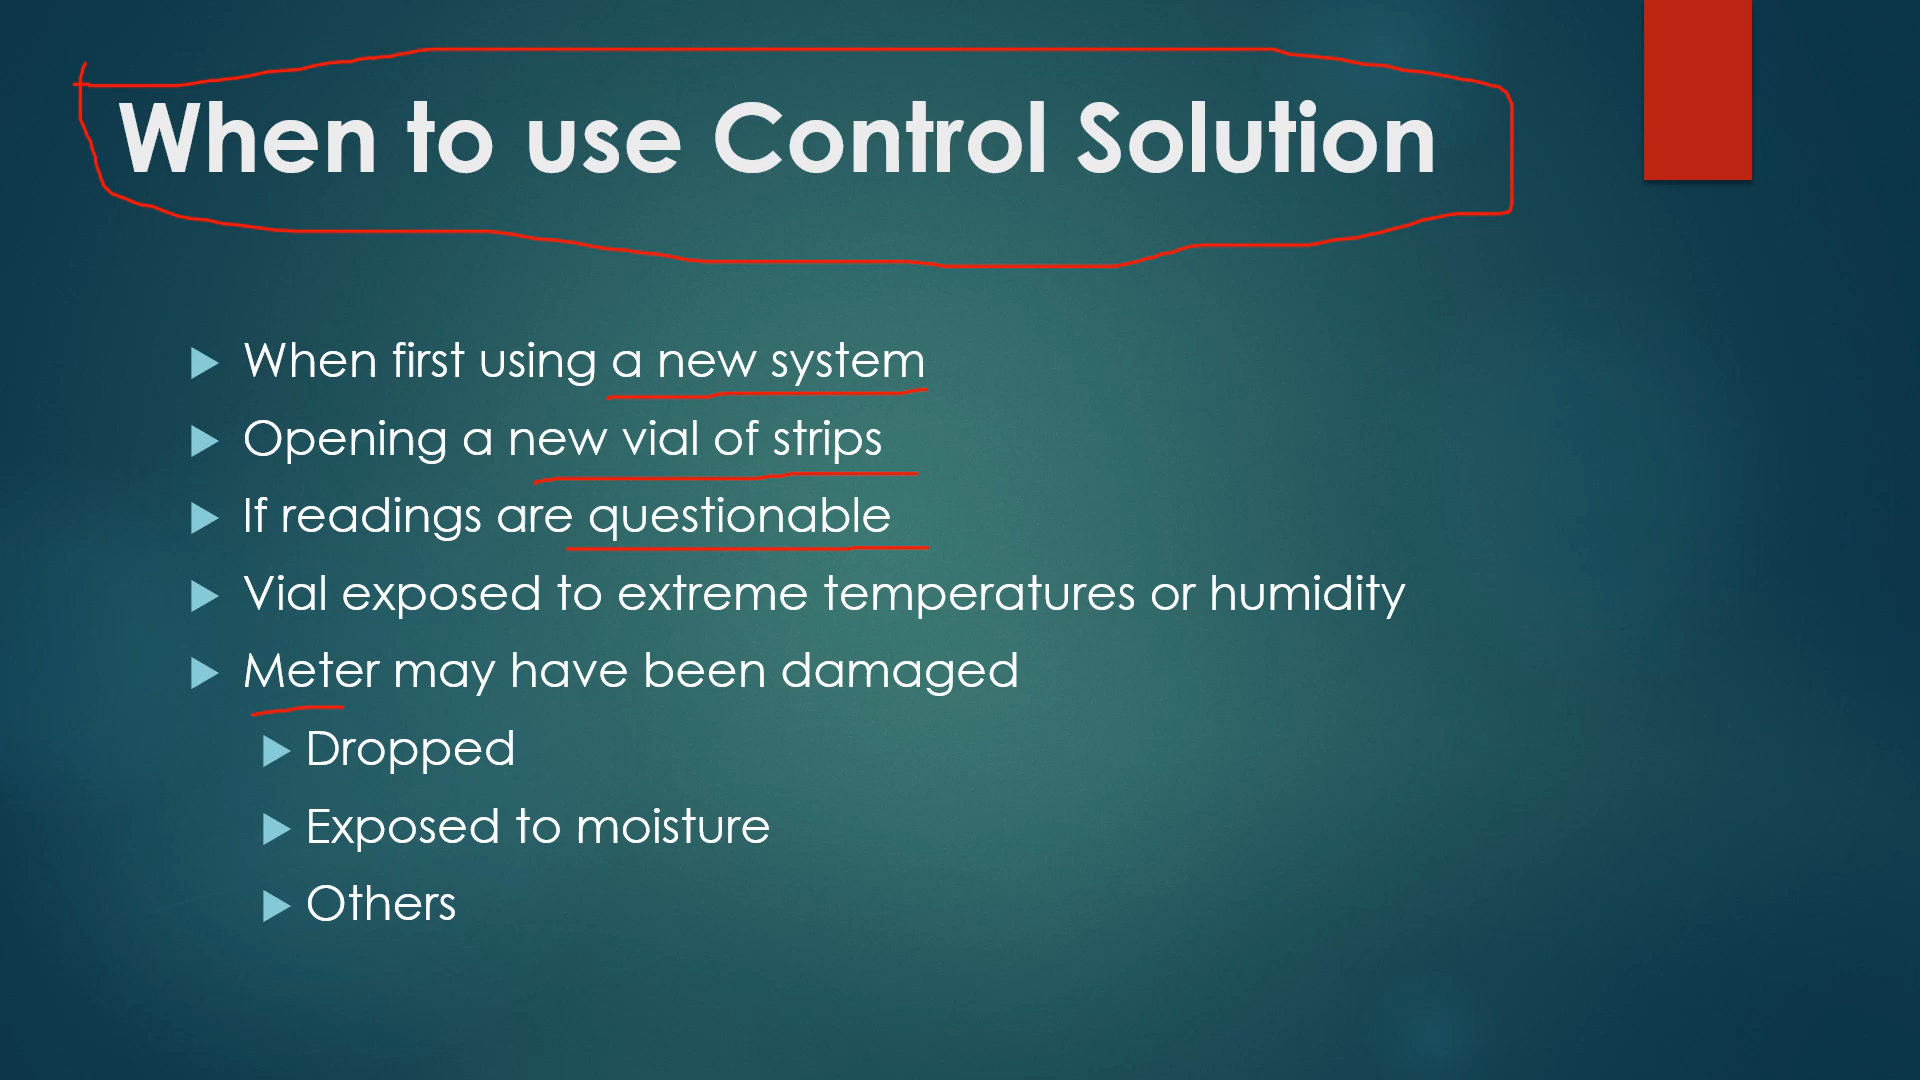 When to use Control Solution
When first using a new system
Opening a new vial of strips
If readings are questionable
Vial exposed to extreme temperatures or humidity
Meter may have been damaged
Dropped
Exposed to moisture
Others